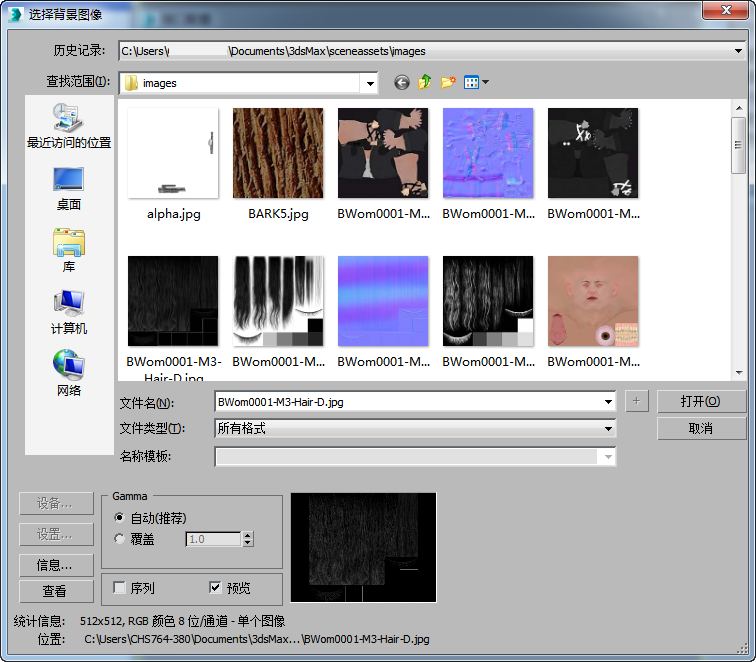 选择背景图像
历史记录: C:\Users\ \Documents\3dsMax\sceneassets\images
查找范围(I): images
最近访问的位置
桌面
库
计算机
网络
alpha.jpg BARK5.jpg BWom0001-M... BWom0001-M... BWom0001-M...
BWom0001-M3-Hair-D.jpg BWom0001-M... BWom0001-M... BWom0001-M... BWom0001-M...
文件名(N): BWom0001-M3-Hair-D.jpg + 打开(O)
文件类型(T): 所有格式 取消
名称模板:
设备...
设置...
信息...
查看
Gamma
自动(推荐)
覆盖 1.0
序列 预览
统计信息: 512x512, RGB 颜色 8 位/通道 - 单个图像
位置: C:\Users\CHS764-380\Documents\3dsMax...\BWom0001-M3-Hair-D.jpg